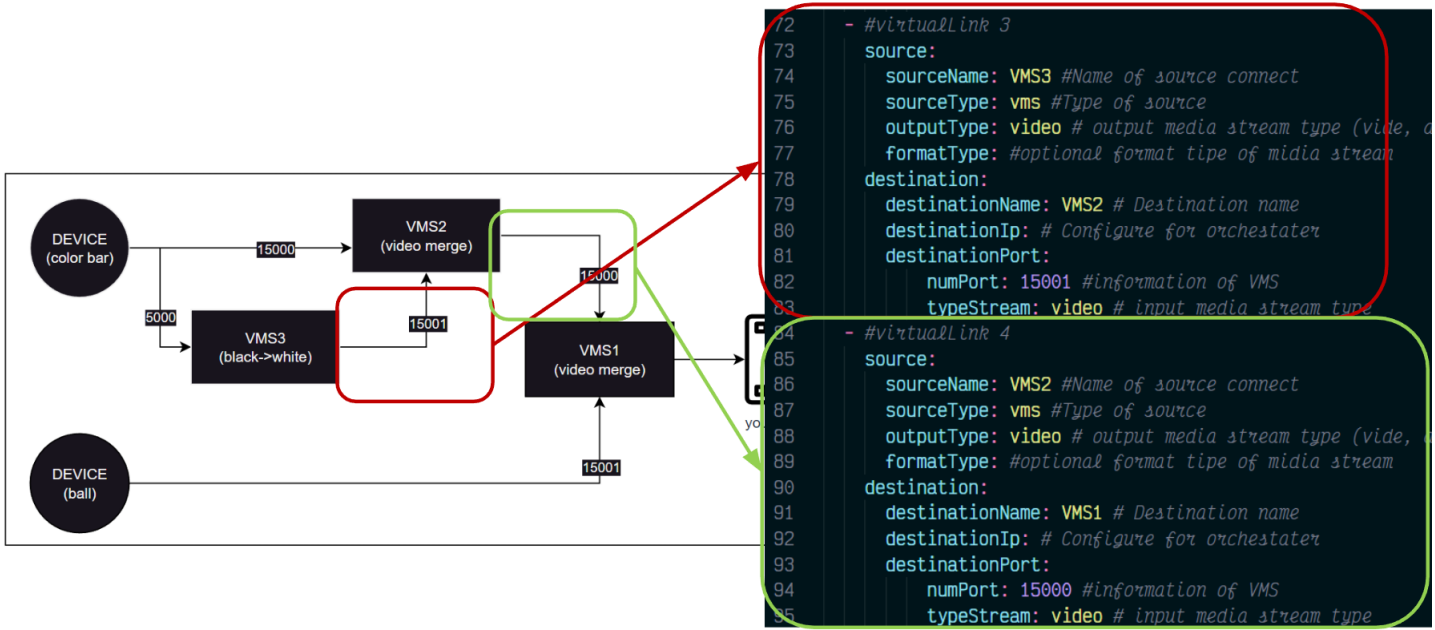 DEVICE
(color bar)
15000
VMS2
(video merge)
5000
VMS3
(black->white)
15001
15000
VMS1
(video merge)
DEVICE
(ball)
15001
72 - #virtualLink 3
73 source:
74 sourceName: VMS3 #Name of source connect
75 sourceType: vms #Type of source
76 outputType: video # output media stream type (vide,
77 formatType: #optional format tipe of midia stream
78 destination:
79 destinationName: VMS2 # Destination name
80 destinationIp: # Configure for orchestater
81 destinationPort:
82 numPort: 15001 #information of VMS
83 typeStream: video # input media stream type
84 - #virtualLink 4
85 source:
86 sourceName: VMS2 #Name of source connect
87 sourceType: vms #Type of source
88 outputType: video # output media stream type (vide,
89 formatType: #optional format tipe of midia stream
90 destination:
91 destinationName: VMS1 # Destination name
92 destinationIp: # Configure for orchestater
93 destinationPort:
94 numPort: 15000 #information of VMS
95 typeStream: video # input media stream type